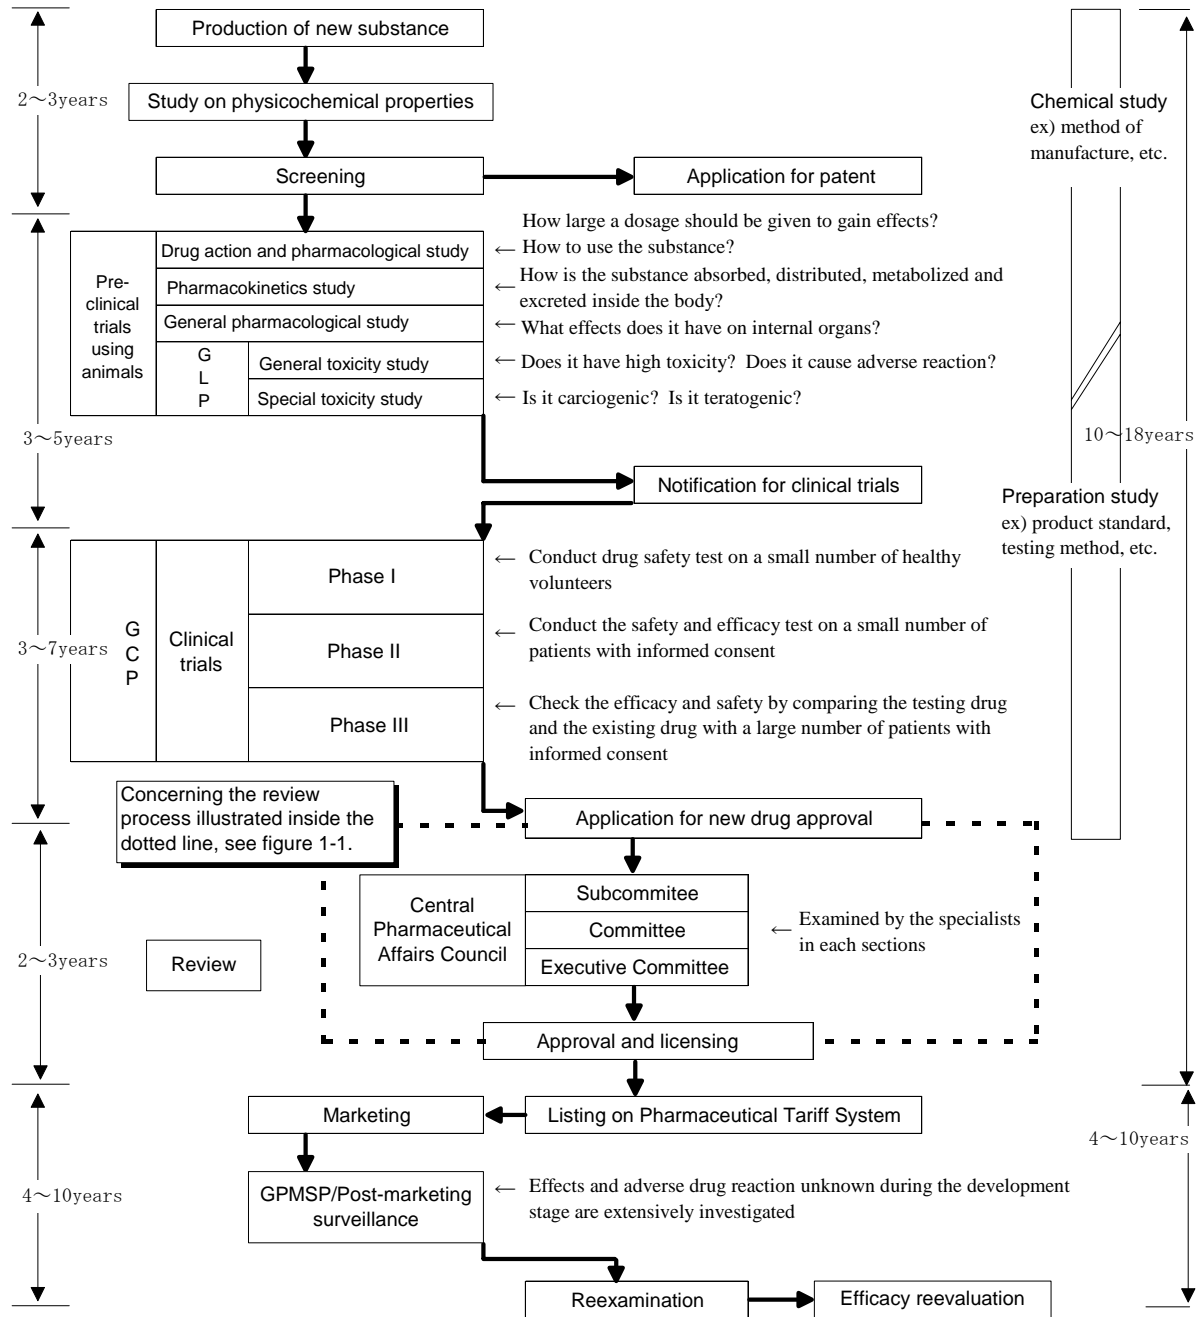 Production of new substance
2～3years
Study on physicochemical properties
Chemical study
ex) method of
manufacture, etc.
Screening
Application for patent
How large a dosage should be given to gain effects?
Drug action and pharmacological study
← How to use the substance?
Pre-
clinical
trials
using
animals
Pharmacokinetics study
← How is the substance absorbed, distributed, metabolized and
excreted inside the body?
General pharmacological study
← What effects does it have on internal organs?
G
L
P
General toxicity study
← Does it have high toxicity? Does it cause adverse reaction?
Special toxicity study
← Is it carciogenic? Is it teratogenic?
3～5years
10～18years
Notification for clinical trials
Preparation study
ex) product standard,
testing method, etc.
3～7years
G
C
P
Clinical
trials
Phase I
← Conduct drug safety test on a small number of healthy
volunteers
Phase II
← Conduct the safety and efficacy test on a small number of
patients with informed consent
Phase III
← Check the efficacy and safety by comparing the testing drug
and the existing drug with a large number of patients with
informed consent
Concerning the review
process illustrated inside the
dotted line, see figure 1-1.
Application for new drug approval
2～3years
Review
Central
Pharmaceutical
Affairs Council
Subcommitee
Committee
Executive Committee
← Examined by the specialists
in each sections
Approval and licensing
Marketing
Listing on Pharmaceutical Tariff System
4～10years
4～10years
GPMSP/Post-marketing
surveillance
← Effects and adverse drug reaction unknown during the development
stage are extensively investigated
Reexamination
Efficacy reevaluation